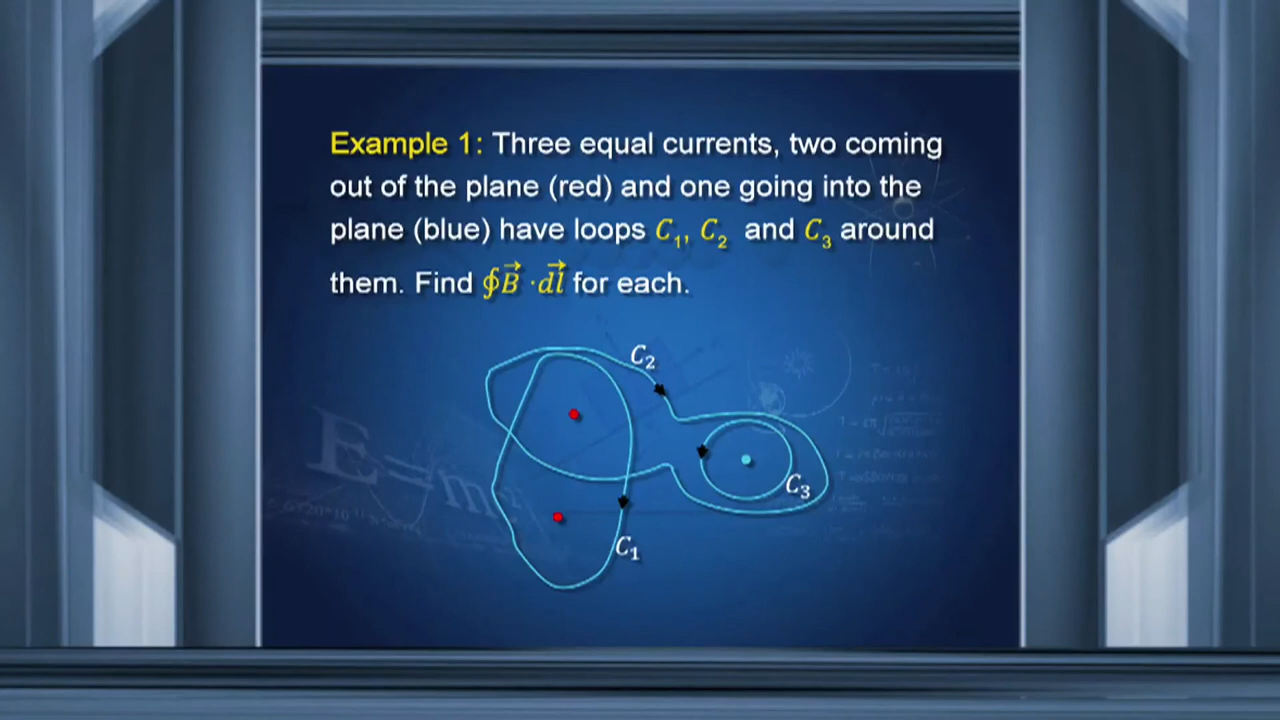 Example 1: Three equal currents, two coming
out of the plane (red) and one going into the
plane (blue) have loops C₁, C₂ and C₃ around
them. Find ∮B⃗ · dl⃗ for each.
C₂
C₃
C₁